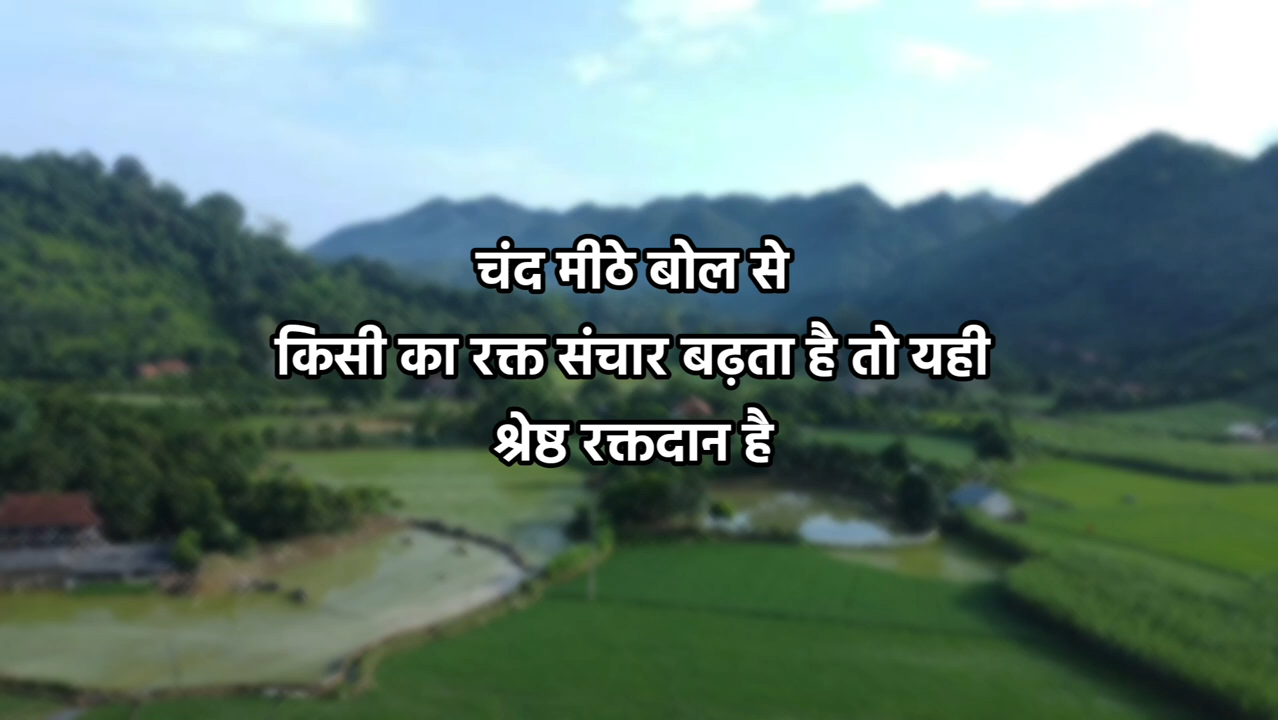 चंद मीठे बोल से
किसी का रक्त संचार बढ़ता है तो यही
श्रेष्ठ रक्तदान है